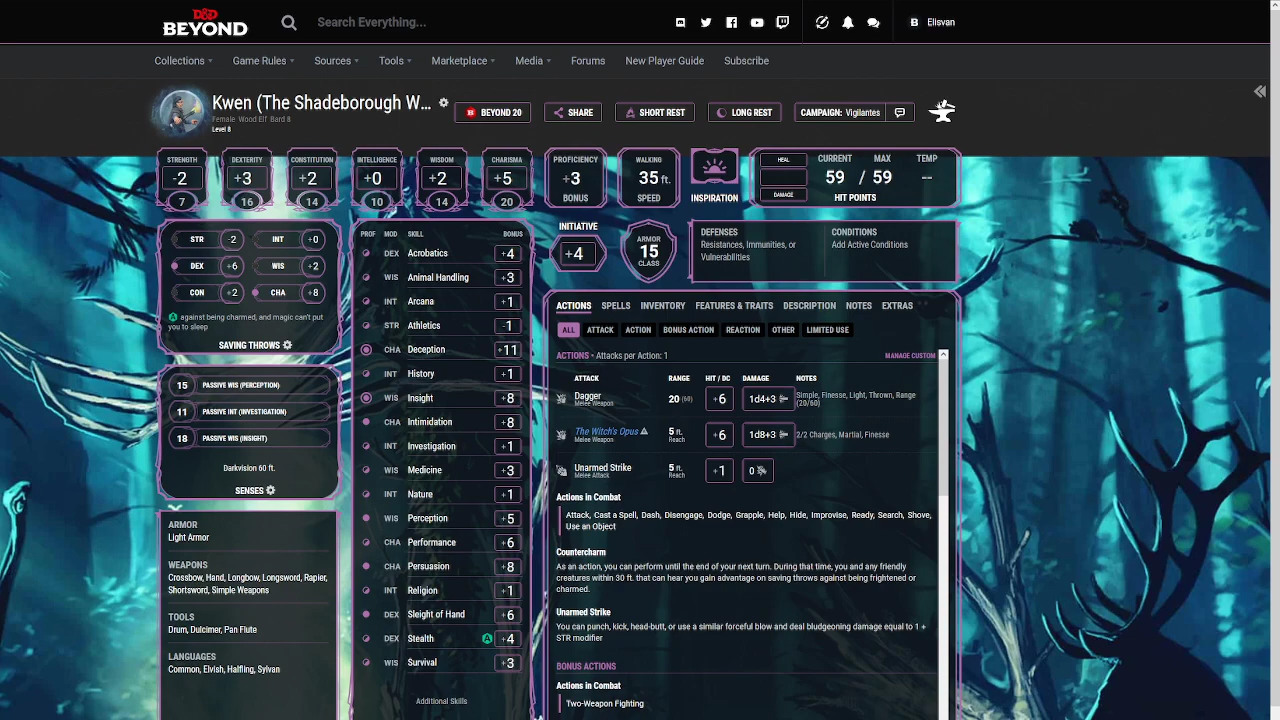 D&D
BEYOND
Search Everything...
B Elisvan
Collections
Game Rules
Sources
Tools
Marketplace
Media
Forums
New Player Guide
Subscribe
Kwen (The Shadeborough W...
Female Wood Elf Bard 8
Level 8
BEYOND 20
SHARE
SHORT REST
LONG REST
CAMPAIGN: Vigilantes
STRENGTH
-2
7
DEXTERITY
+3
16
CONSTITUTION
+2
14
INTELLIGENCE
+0
10
WISDOM
+2
14
CHARISMA
+5
20
PROFICIENCY
+3
BONUS
WALKING
35 ft.
SPEED
INSPIRATION
HEAL
DAMAGE
CURRENT MAX TEMP
59 / 59 --
HIT POINTS
STR -2
INT +0
DEX +6
WIS +2
CON +2
CHA +8
A against being charmed, and magic can't put
you to sleep
SAVING THROWS
15 PASSIVE WIS (PERCEPTION)
11 PASSIVE INT (INVESTIGATION)
18 PASSIVE WIS (INSIGHT)
Darkvision 60 ft.
SENSES
ARMOR
Light Armor
WEAPONS
Crossbow, Hand, Longbow, Longsword, Rapier,
Shortsword, Simple Weapons
TOOLS
Drum, Dulcimer, Pan Flute
LANGUAGES
Common, Elvish, Halfling, Sylvan
PROF MOD SKILL BONUS
DEX Acrobatics +4
WIS Animal Handling +3
INT Arcana +1
STR Athletics -1
CHA Deception +11
INT History +1
WIS Insight +8
CHA Intimidation +8
INT Investigation +1
WIS Medicine +3
INT Nature +1
WIS Perception +5
CHA Performance +6
CHA Persuasion +8
INT Religion +1
DEX Sleight of Hand +6
DEX Stealth A +4
WIS Survival +3
Additional Skills
INITIATIVE
+4
ARMOR
15
CLASS
DEFENSES
Resistances, Immunities, or
Vulnerabilities
CONDITIONS
Add Active Conditions
ACTIONS SPELLS INVENTORY FEATURES & TRAITS DESCRIPTION NOTES EXTRAS
ALL ATTACK ACTION BONUS ACTION REACTION OTHER LIMITED USE
ACTIONS • Attacks per Action: 1
MANAGE CUSTOM
ATTACK RANGE HIT / DC DAMAGE NOTES
Dagger
Melee Weapon
20 (60)
+6
1d4+3
Simple, Finesse, Light, Thrown, Range
(20/60)
The Witch's Opus
Melee Weapon
5 ft.
Reach
+6
1d8+3
2/2 Charges, Martial, Finesse
Unarmed Strike
Melee Attack
5 ft.
Reach
+1
0
Actions in Combat
Attack, Cast a Spell, Dash, Disengage, Dodge, Grapple, Help, Hide, Improvise, Ready, Search, Shove,
Use an Object
Countercharm
As an action, you can perform until the end of your next turn. During that time, you and any friendly
creatures within 30 ft. that can hear you gain advantage on saving throws against being frightened or
charmed.
Unarmed Strike
You can punch, kick, head-butt, or use a similar forceful blow and deal bludgeoning damage equal to 1 +
STR modifier
BONUS ACTIONS
Actions in Combat
Two-Weapon Fighting